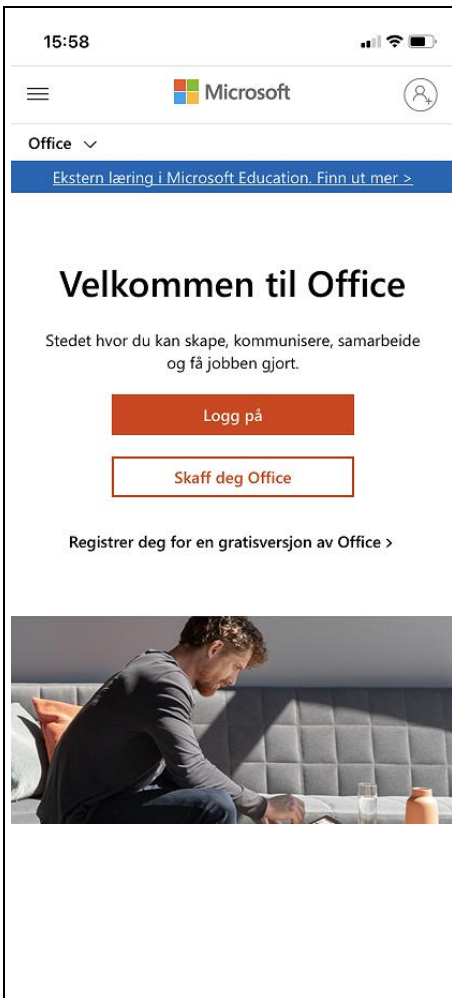 15:58
Microsoft
Office
Ekstern læring i Microsoft Education. Finn ut mer >
Velkommen til Office
Stedet hvor du kan skape, kommunisere, samarbeide
og få jobben gjort.
Logg på
Skaff deg Office
Registrer deg for en gratisversjon av Office >